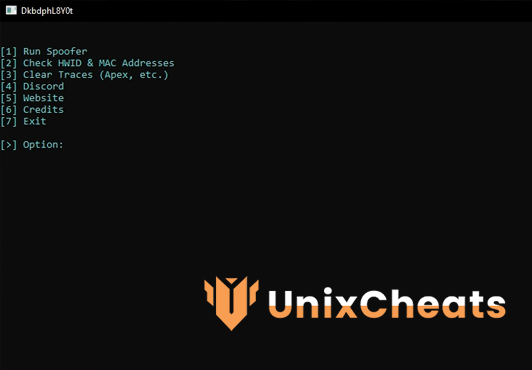 DkbdphL8Y0t
[1] Run Spoofer
[2] Check HWID & MAC Addresses
[3] Clear Traces (Apex, etc.)
[4] Discord
[5] Website
[6] Credits
[7] Exit
[>] Option:
UnixCheats